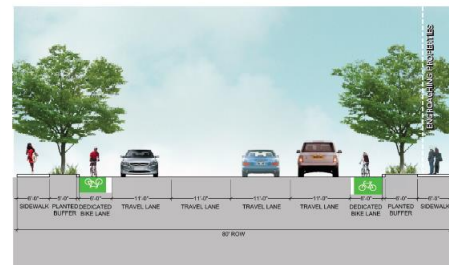 ENCROACHING PROPERTIES
6'-0" 5'-0" 6'-0" 11'-0" 11'-0" 11'-0" 11'-0" 6'-0" 5'-0" 6'-0"
SIDEWALK PLANTED BUFFER DEDICATED BIKE LANE TRAVEL LANE TRAVEL LANE TRAVEL LANE TRAVEL LANE DEDICATED BIKE LANE PLANTED BUFFER SIDEWALK
ROW